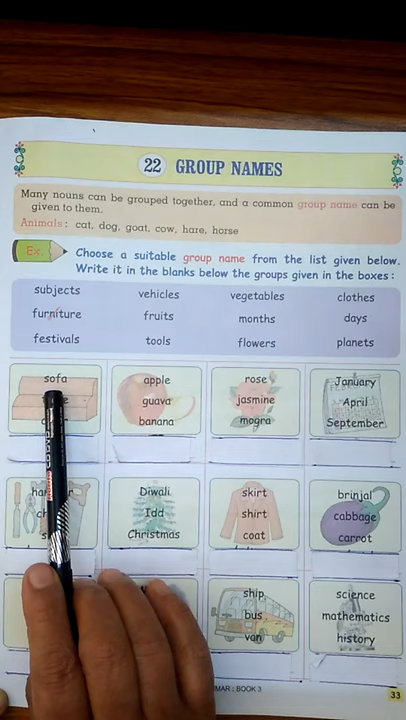 22 GROUP NAMES
Many nouns can be grouped together, and a common group name can be
given to them.
Animals : cat, dog, goat, cow, hare, horse
Ex. Choose a suitable group name from the list given below.
Write it in the blanks below the groups given in the boxes :
subjects vehicles vegetables clothes
furniture fruits months days
festivals tools flowers planets
sofa apple rose January
guava jasmine April
banana mogra September
Diwali skirt brinjal
Idd shirt cabbage
Christmas coat carrot
ship science
bus mathematics
van history
MAR : BOOK 3 33